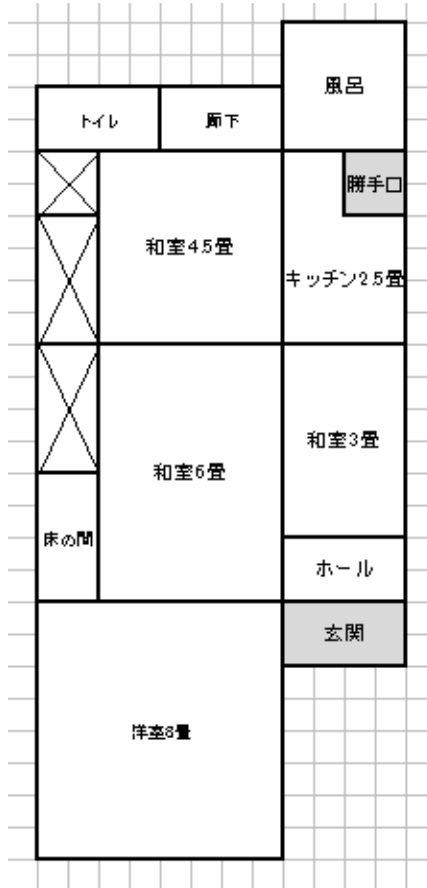 風呂
トイレ
廊下
勝手口
和室4.5畳
キッチン2.5畳
和室3畳
和室6畳
床の間
ホール
玄関
洋室8畳